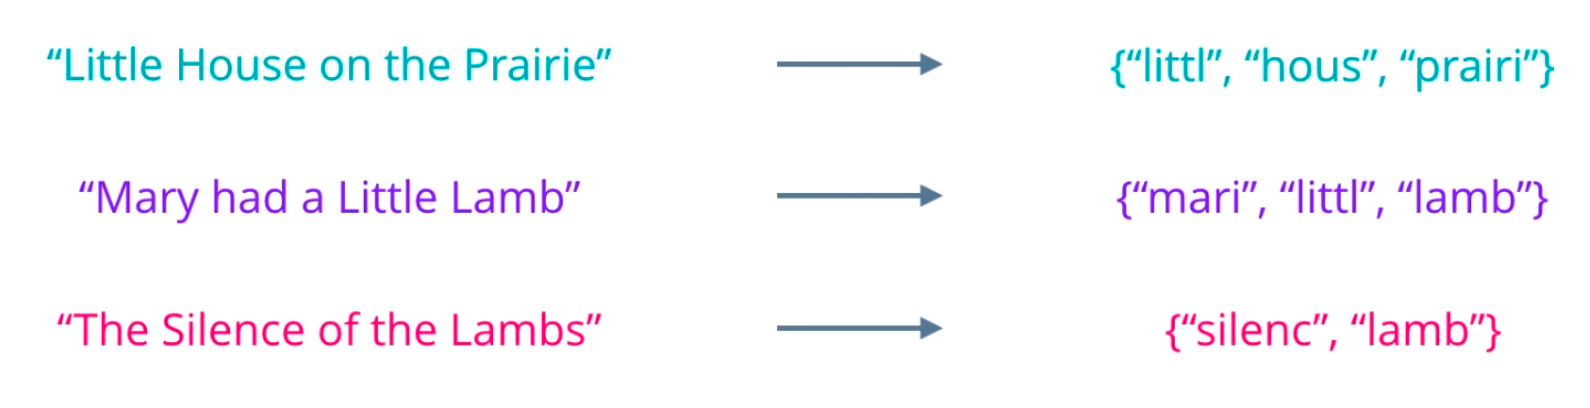 “Little House on the Prairie” {“littl”, “hous”, “prairi”}
“Mary had a Little Lamb” {“mari”, “littl”, “lamb”}
“The Silence of the Lambs” {“silenc”, “lamb”}